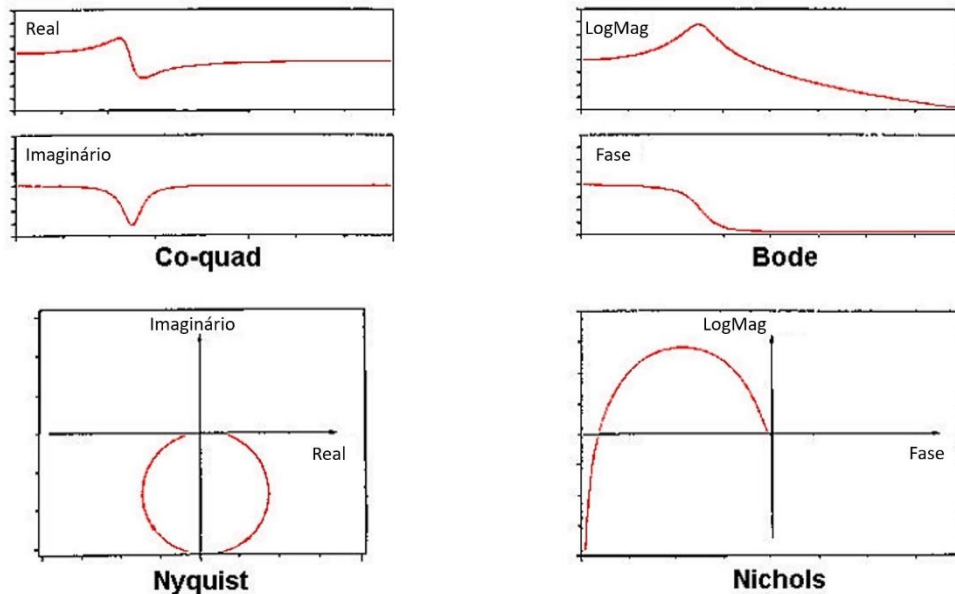 Real
Imaginário
Co-quad
LogMag
Fase
Bode
Imaginário
Real
Nyquist
LogMag
Fase
Nichols